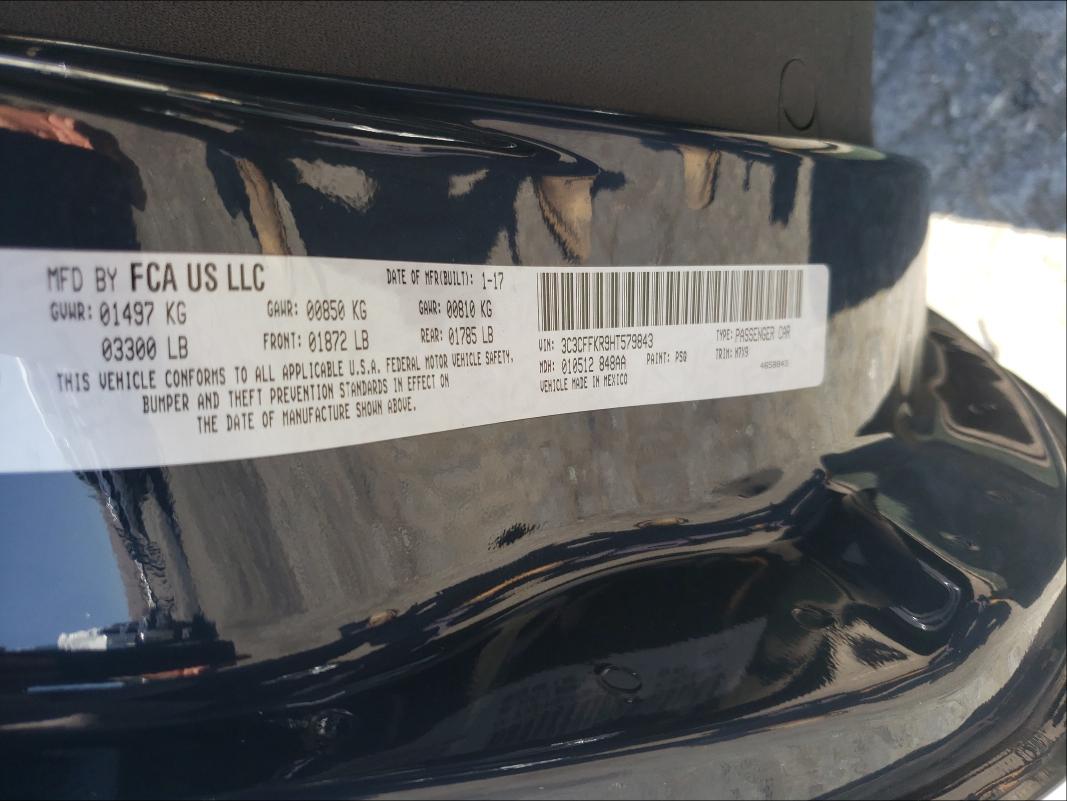 MFD BY FCA US LLC DATE OF MFR(BUILT): 1-17
GVWR: 01497 KG GAWR: 00850 KG GAWR: 00810 KG
03300 LB FRONT: 01872 LB REAR: 01785 LB
THIS VEHICLE CONFORMS TO ALL APPLICABLE U.S.A. FEDERAL MOTOR VEHICLE SAFETY,
BUMPER AND THEFT PREVENTION STANDARDS IN EFFECT ON
THE DATE OF MANUFACTURE SHOWN ABOVE.
VIN: 3C3CFFKR9HT579843 TYPE: PASSENGER CAR
MDH: 010512 848AA PAINT: PSQ TRIM: H7X9
VEHICLE MADE IN MEXICO